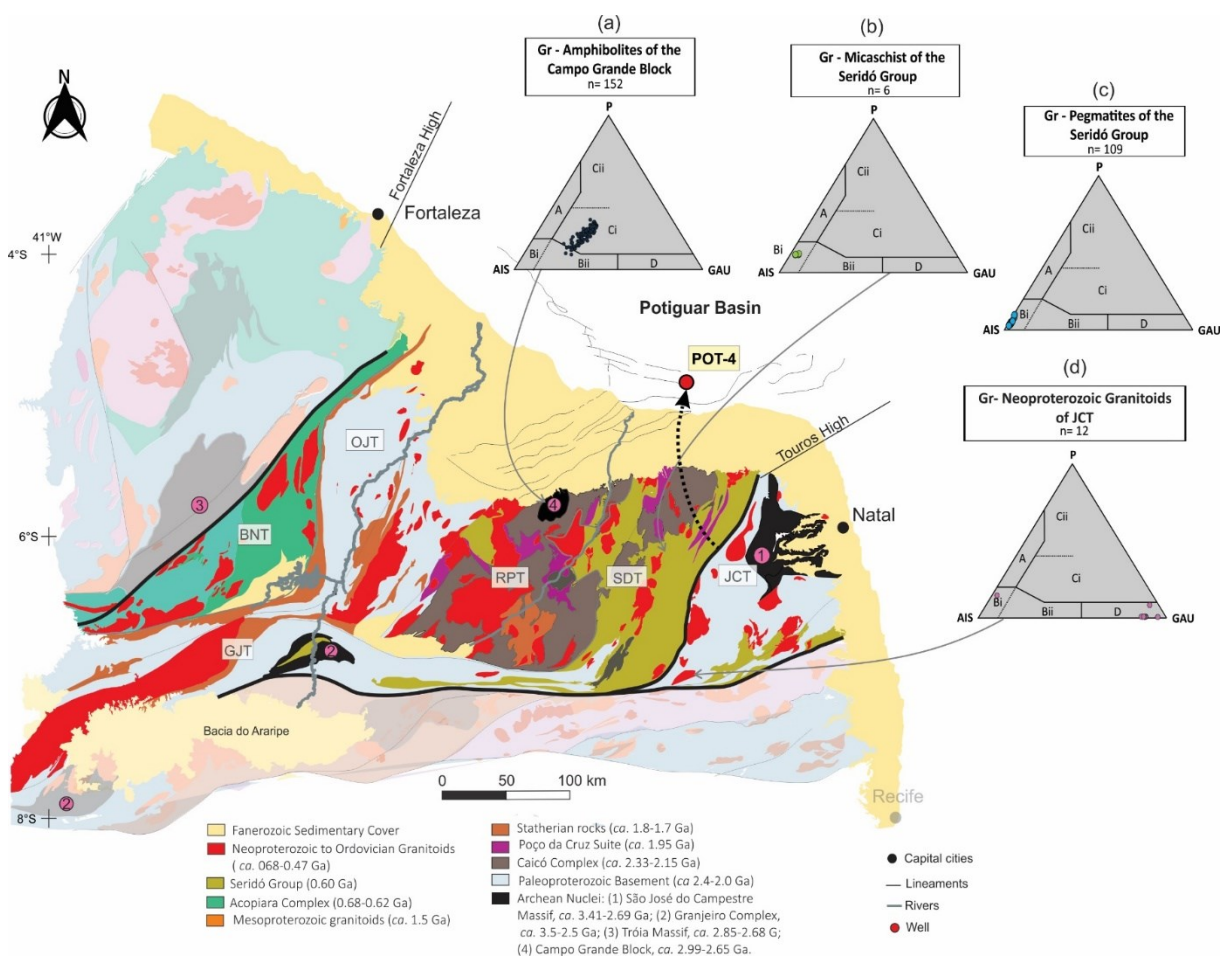 (a)
Gr - Amphibolites of the
Campo Grande Block
n= 152
P
Cii
A
Ci
Bi
Bii
D
AIS
GAU
(b)
Gr - Micaschist of the
Seridó Group
n= 6
P
Cii
A
Ci
Bi
Bii
D
AIS
GAU
(c)
Gr - Pegmatites of the
Seridó Group
n= 109
P
Cii
A
Ci
Bi
Bii
D
AIS
GAU
(d)
Gr- Neoproterozoic Granitoids
of JCT
n= 12
P
Cii
A
Ci
Bi
Bii
D
AIS
GAU
N
Fortaleza High
Fortaleza
41°W
4°S
6°S
8°S
Potiguar Basin
POT-4
Touros High
Natal
OJT
BNT
RPT
SDT
JCT
GJT
3
4
1
2
2
Bacia do Araripe
Recife
0 50 100 km
Fanerozoic Sedimentary Cover
Neoproterozoic to Ordovician Granitoids
( ca. 068-0.47 Ga)
Seridó Group (0.60 Ga)
Acopiara Complex (0.68-0.62 Ga)
Mesoproterozoic granitoids (ca. 1.5 Ga)
Statherian rocks (ca. 1.8-1.7 Ga)
Poço da Cruz Suite (ca. 1.95 Ga)
Caicó Complex (ca. 2.33-2.15 Ga)
Paleoproterozoic Basement (ca 2.4-2.0 Ga)
Archean Nuclei: (1) São José do Campestre
Massif, ca. 3.41-2.69 Ga; (2) Granjeiro Complex,
ca. 3.5-2.5 Ga; (3) Tróia Massif, ca. 2.85-2.68 G;
(4) Campo Grande Block, ca. 2.99-2.65 Ga.
Capital cities
Lineaments
Rivers
Well